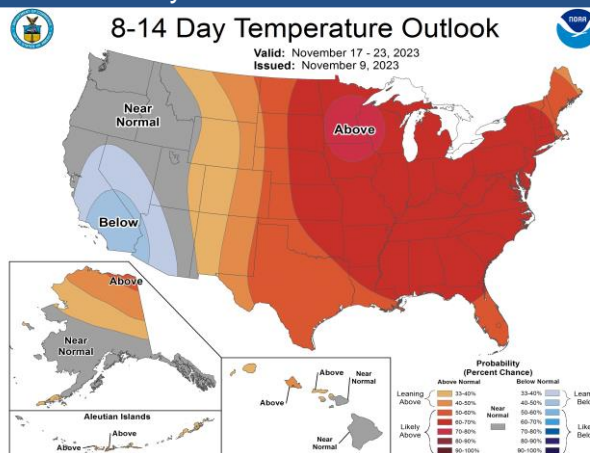 8-14 Day Temperature Outlook
NOAA
Valid: November 17 - 23, 2023
Issued: November 9, 2023
Near
Normal
Above
Below
Above
Near
Normal
Aleutian Islands
Above
Above
Above
Near
Normal
Above
Near
Normal
Probability
(Percent Chance)
Above Normal
Below Normal
Leaning
Above
33-40%
40-50%
50-60%
Likely
Above
60-70%
70-80%
80-90%
90-100%
Near
Normal
33-40%
40-50%
50-60%
60-70%
70-80%
80-90%
90-100%